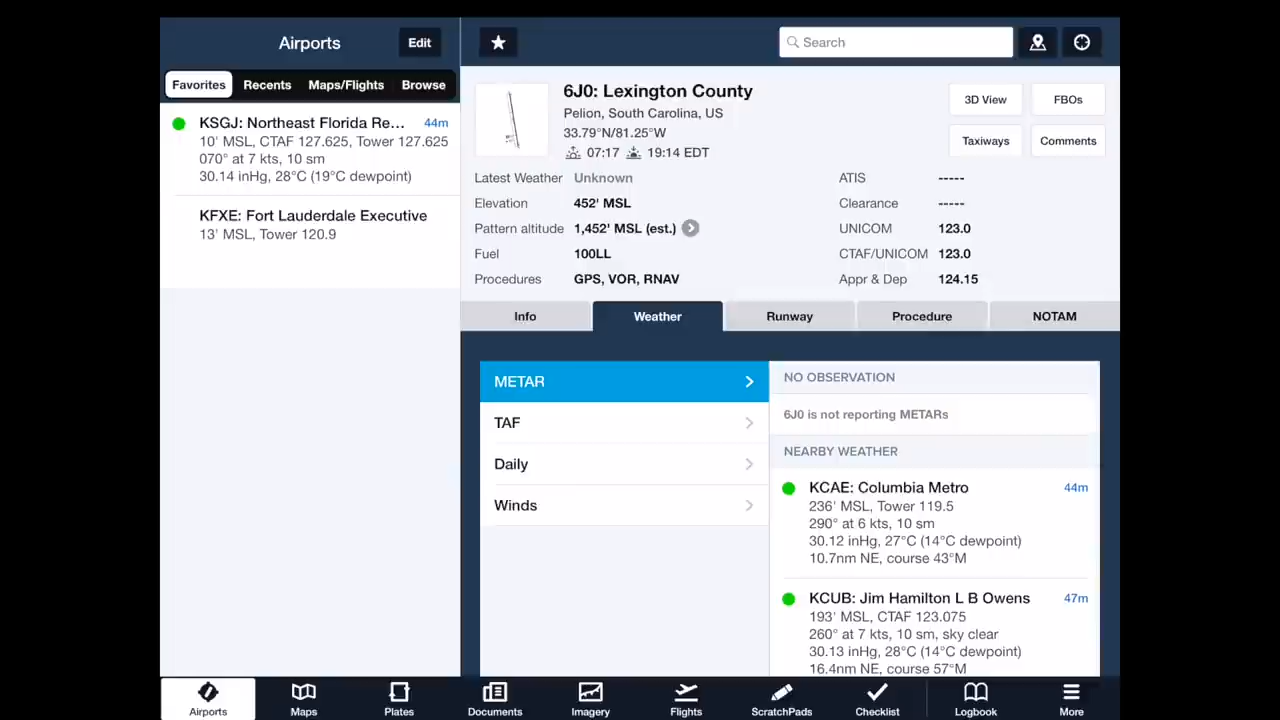 Airports
Edit
Search
Favorites
Recents
Maps/Flights
Browse
KSGJ: Northeast Florida Re... 44m
10' MSL, CTAF 127.625, Tower 127.625
070° at 7 kts, 10 sm
30.14 inHg, 28°C (19°C dewpoint)
KFXE: Fort Lauderdale Executive
13' MSL, Tower 120.9
6J0: Lexington County
Pelion, South Carolina, US
33.79°N/81.25°W
07:17 19:14 EDT
3D View
FBOs
Taxiways
Comments
Latest Weather Unknown
Elevation 452' MSL
Pattern altitude 1,452' MSL (est.)
Fuel 100LL
Procedures GPS, VOR, RNAV
ATIS -----
Clearance -----
UNICOM 123.0
CTAF/UNICOM 123.0
Appr & Dep 124.15
Info
Weather
Runway
Procedure
NOTAM
METAR
TAF
Daily
Winds
NO OBSERVATION
6J0 is not reporting METARs
NEARBY WEATHER
KCAE: Columbia Metro 44m
236' MSL, Tower 119.5
290° at 6 kts, 10 sm
30.12 inHg, 27°C (14°C dewpoint)
10.7nm NE, course 43°M
KCUB: Jim Hamilton L B Owens 47m
193' MSL, CTAF 123.075
260° at 7 kts, 10 sm, sky clear
30.13 inHg, 28°C (14°C dewpoint)
16.4nm NE, course 57°M
Airports
Maps
Plates
Documents
Imagery
Flights
ScratchPads
Checklist
Logbook
More